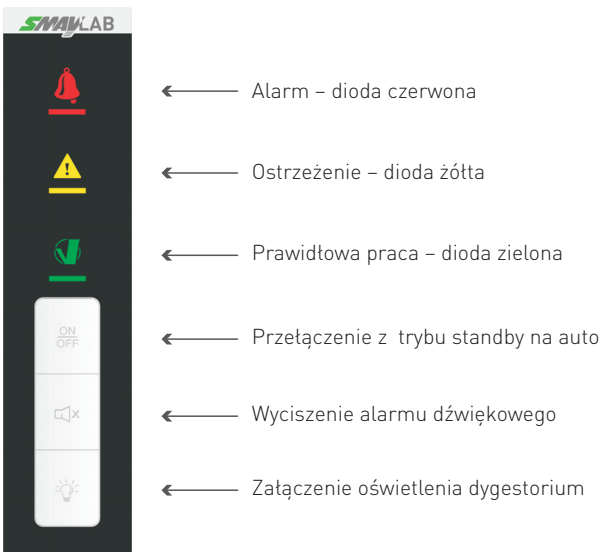 SMAYLAB
Alarm – dioda czerwona
Ostrzeżenie – dioda żółta
Prawidłowa praca – dioda zielona
ON
OFF
Przełączenie z trybu standby na auto
Wyciszenie alarmu dźwiękowego
Załączenie oświetlenia dygestorium